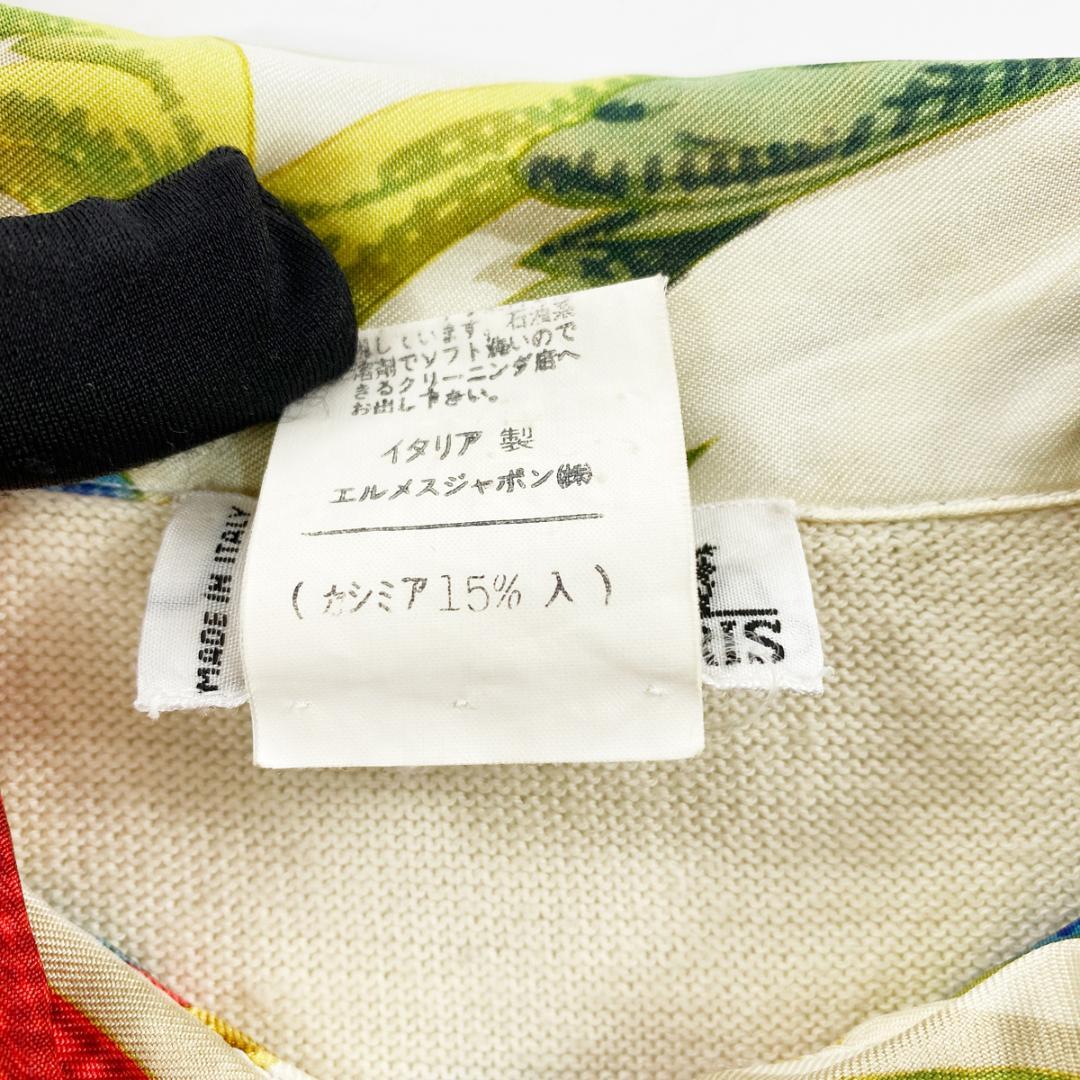 しています。石油系
溶剤でソフト強いので
きるクリーニング店へ
お出し下さい。
イタリア 製
エルメスジャポン㈱
(カシミア15% 入)
MADE IN ITALY
US